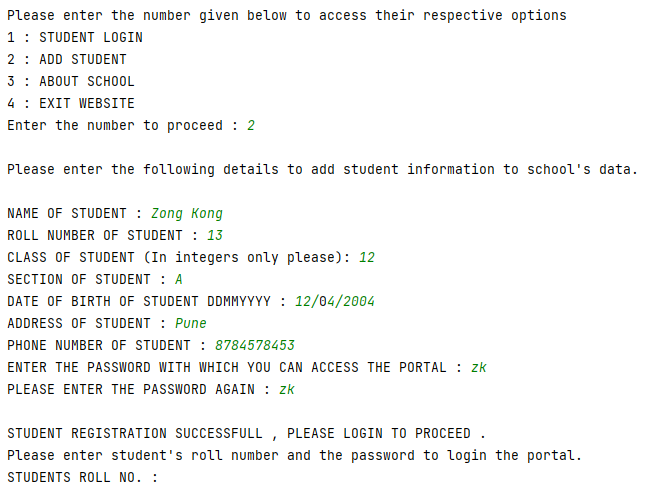 Please enter the number given below to access their respective options
1 : STUDENT LOGIN
2 : ADD STUDENT
3 : ABOUT SCHOOL
4 : EXIT WEBSITE
Enter the number to proceed : 2
Please enter the following details to add student information to school's data.
NAME OF STUDENT : Zong Kong
ROLL NUMBER OF STUDENT : 13
CLASS OF STUDENT (In integers only please): 12
SECTION OF STUDENT : A
DATE OF BIRTH OF STUDENT DDMMYYYY : 12/04/2004
ADDRESS OF STUDENT : Pune
PHONE NUMBER OF STUDENT : 8784578453
ENTER THE PASSWORD WITH WHICH YOU CAN ACCESS THE PORTAL : zk
PLEASE ENTER THE PASSWORD AGAIN : zk
STUDENT REGISTRATION SUCCESSFULL , PLEASE LOGIN TO PROCEED .
Please enter student's roll number and the password to login the portal.
STUDENTS ROLL NO. :